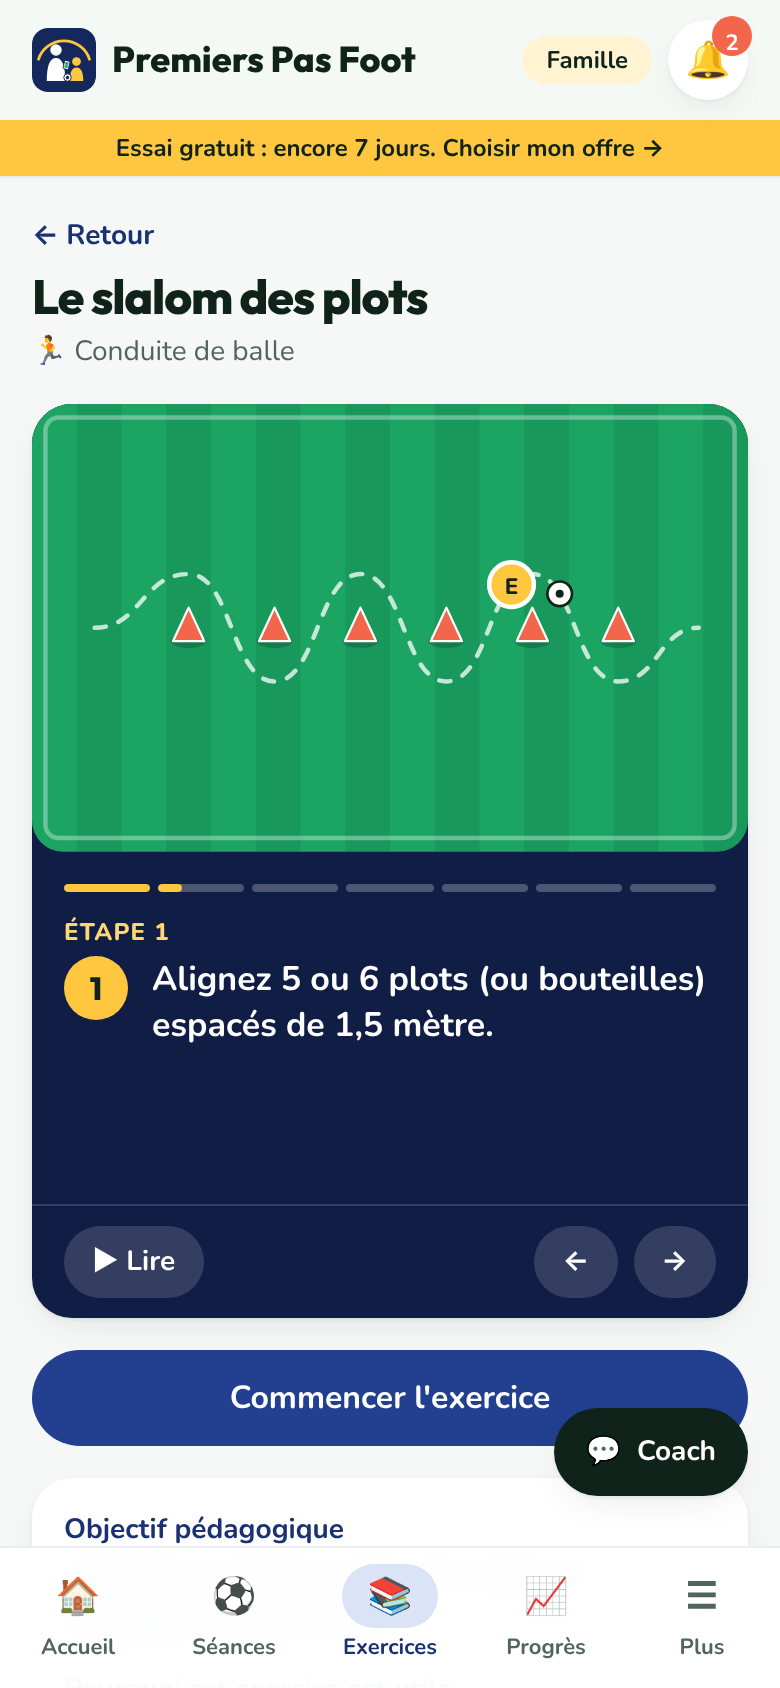 Premiers Pas Foot
Famille
2
Essai gratuit : encore 7 jours. Choisir mon offre →
← Retour
Le slalom des plots
Conduite de balle
E
ÉTAPE 1
1
Alignez 5 ou 6 plots (ou bouteilles)
espacés de 1,5 mètre.
Lire
← →
Commencer l'exercice
Coach
Objectif pédagogique
Accueil
Séances
Exercices
Progrès
Plus